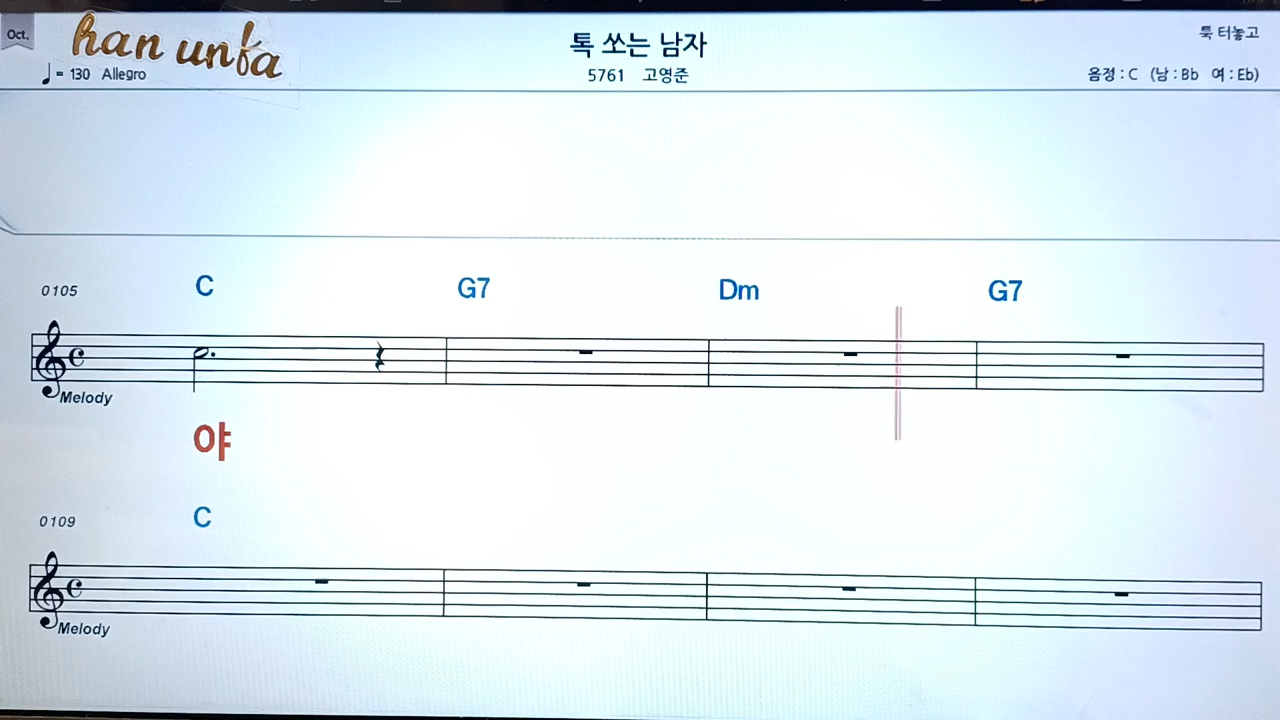 Oct.
han unfa
톡 쏘는 남자
툭 터놓고
♩= 130 Allegro
5761 고영준
음정 : C (남 : Bb 여 : Eb)
0105
C G7 Dm G7
Melody
야
0109
C
Melody